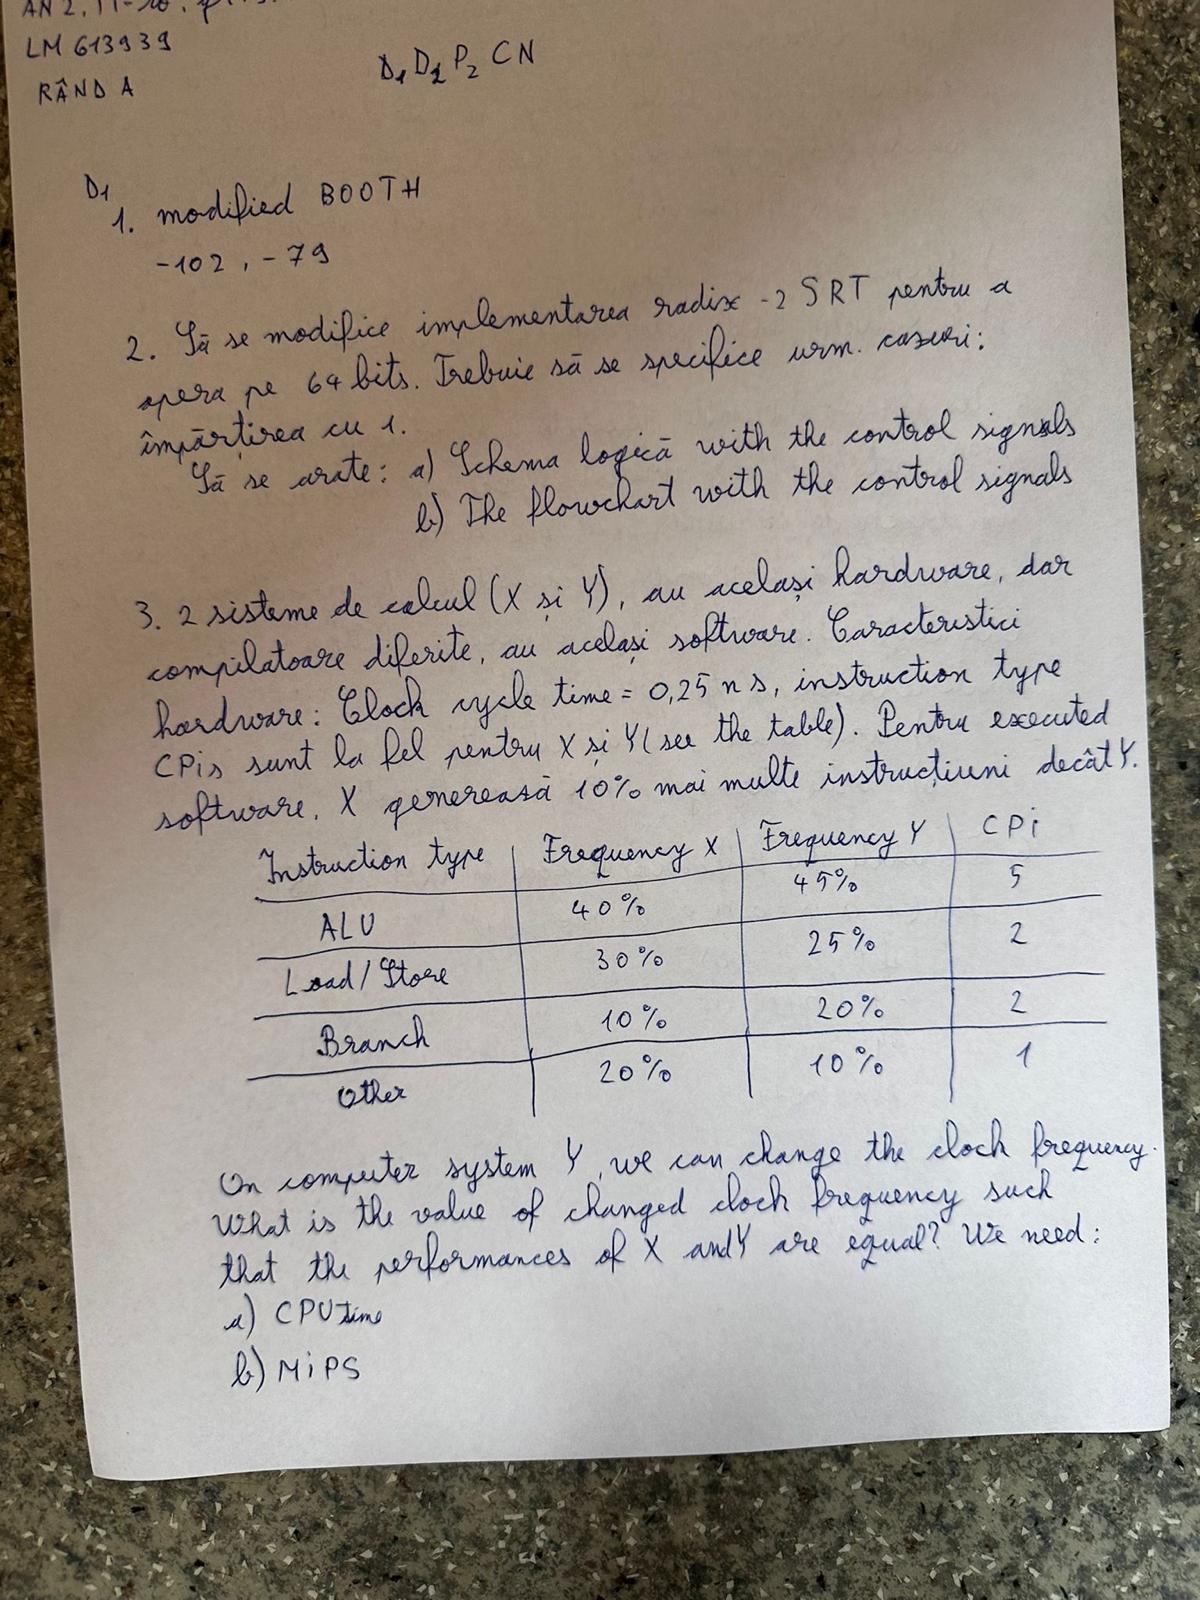 AN 2,
LM 613939
RÂND A
D1 D2 P2 CN
D1
1. modified BOOTH
-102, -79
2. Să se modifice implementarea radix -2 SRT pentru a
opera pe 64 bits. Trebuie să se specifice urm. cazuri:
împărțirea cu 1.
Să se arate: a) Schema logică with the control signals
b) The flowchart with the control signals
3. 2 sisteme de calcul (X și Y), au același hardware, dar
compilatoare diferite, au același software. Caracteristici
hardware: Clock cycle time = 0,25 ns, instruction type
CPis sunt la fel pentru X și Y (see the table). Pentru executed
software, X generează 10% mai multe instrucțiuni decât Y.
Instruction type Frequency X Frequency Y CPi
ALU 40% 45% 5
Load/Store 30% 25% 2
Branch 10% 20% 2
Other 20% 10% 1
On computer system Y, we can change the clock frequency.
What is the value of changed clock frequency such
that the performances of X and Y are equal? We need:
a) CPU time
b) MiPS